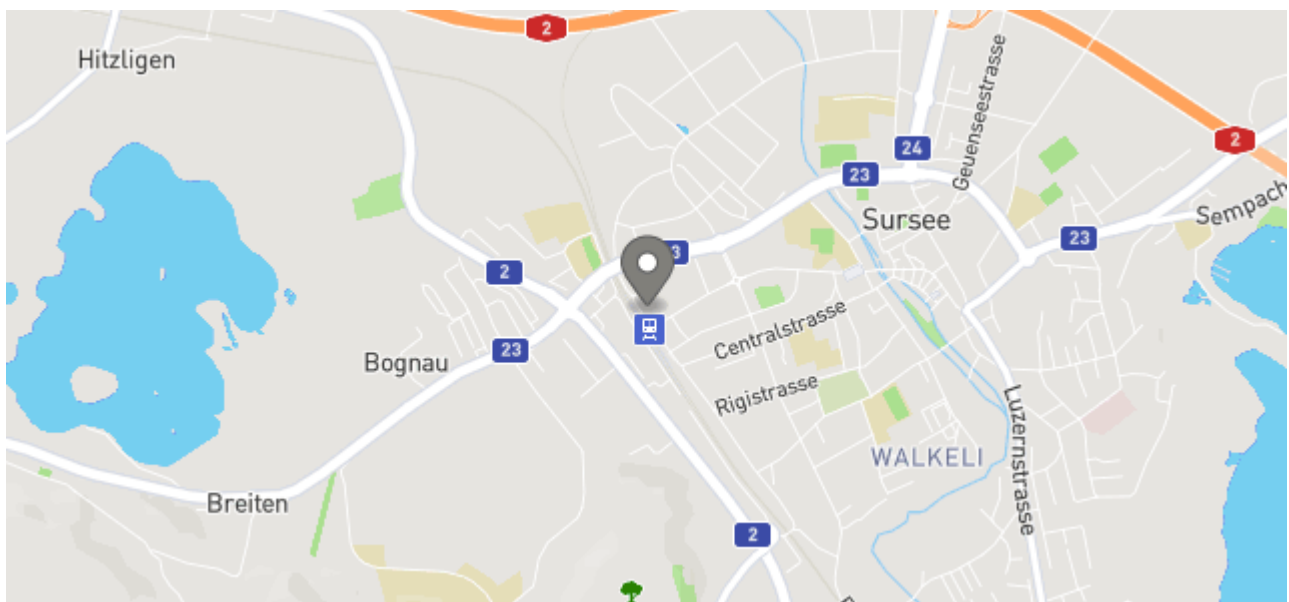 2
Hitzligen
2
24
Geuenseestrasse
23
Sursee
Sempach
23
3
2
Centralstrasse
Bognau
23
Rigistrasse
Luzernstrasse
WALKELI
Breiten
2